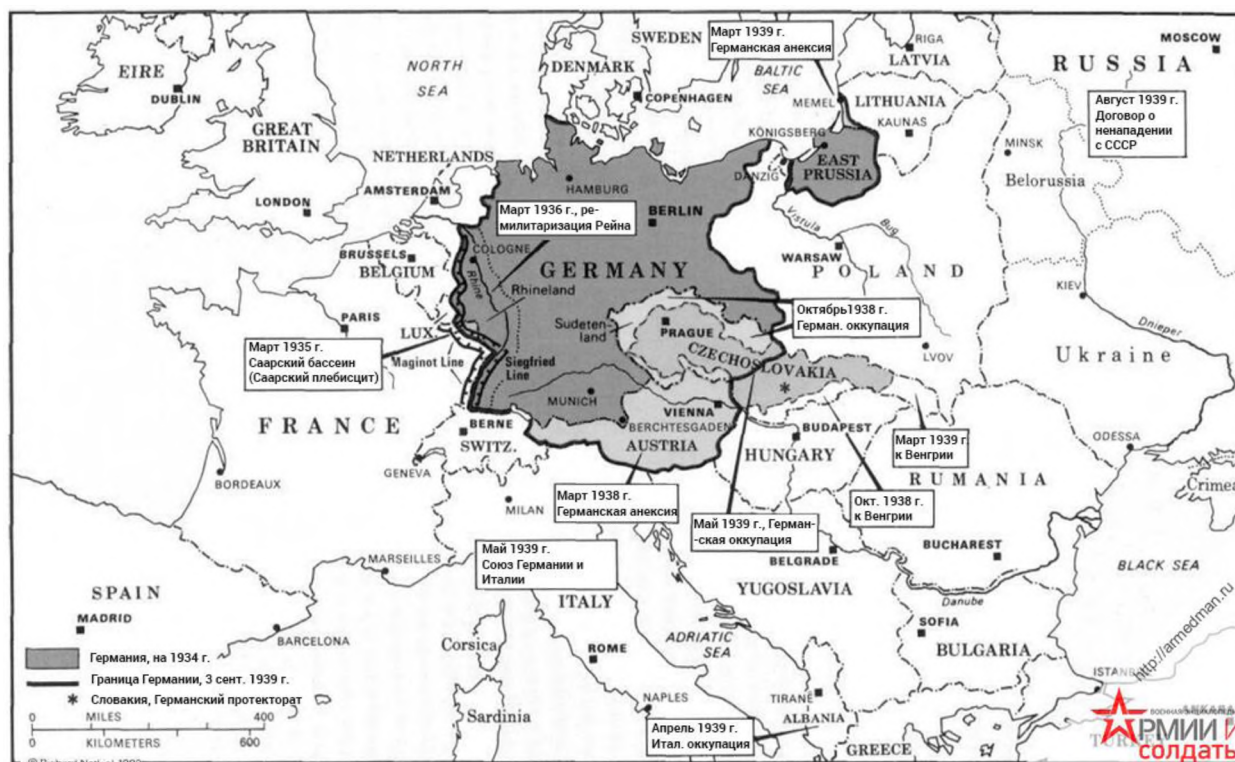 EIRE
DUBLIN
GREAT
BRITAIN
LONDON
NORTH
SEA
DENMARK
SWEDEN
COPENHAGEN
Март 1939 г.
Германская анексия
BALTIC
SEA
RIGA
LATVIA
MEMEL
LITHUANIA
KAUNAS
KÖNIGSBERG
EAST
PRUSSIA
DANZIG
MOSCOW
RUSSIA
Август 1939 г.
Договор о
ненападении
с СССР
MINSK
Belorussia
NETHERLANDS
AMSTERDAM
HAMBURG
BERLIN
Март 1936 г., ре-
милитаризация Рейна
BRUSSELS
BELGIUM
COLOGNE
Rhine
Rhineland
GERMANY
Vistula
Bug
WARSAW
POLAND
KIEV
Dnieper
Ukraine
PARIS
LUX.
Март 1935 г.
Саарский бассеин
(Саарский плебисцит)
Maginot Line
Siegfried
Line
Sudeten-
land
PRAGUE
CZECHOSLOVAKIA
Октябрь1938 г.
Герман. оккупация
LVOV
FRANCE
MUNICH
VIENNA
BERCHTESGADEN
AUSTRIA
BERNE
SWITZ.
GENEVA
BUDAPEST
HUNGARY
Март 1939 г.
к Венгрии
ODESSA
RUMANIA
Crimea
BORDEAUX
MILAN
Март 1938 г.
Германская анексия
Май 1939 г., Герман-
-ская оккупация
Окт. 1938 г.
к Венгрии
MARSEILLES
Май 1939 г.
Союз Германии и
Италии
BELGRADE
BUCHAREST
BLACK SEA
SPAIN
MADRID
BARCELONA
ITALY
YUGOSLAVIA
Danube
Corsica
ROME
ADRIATIC
SEA
SOFIA
BULGARIA
http://armedman.ru
Германия, на 1934 г.
Граница Германии, 3 сент. 1939 г.
* Словакия, Германский протекторат
0 MILES 400
0 KILOMETERS 600
Sardinia
NAPLES
TIRANE
ALBANIA
Апрель 1939 г.
Итал. оккупация
GREECE
АРМИИ И
солдаты